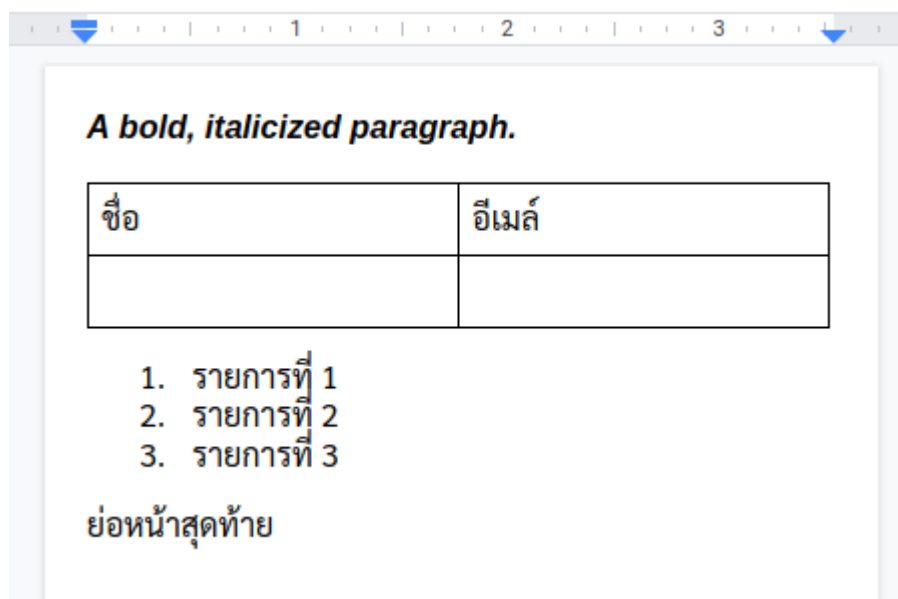 1 2 3
A bold, italicized paragraph.
ชื่อ อีเมล์
1. รายการที่ 1
2. รายการที่ 2
3. รายการที่ 3
ย่อหน้าสุดท้าย